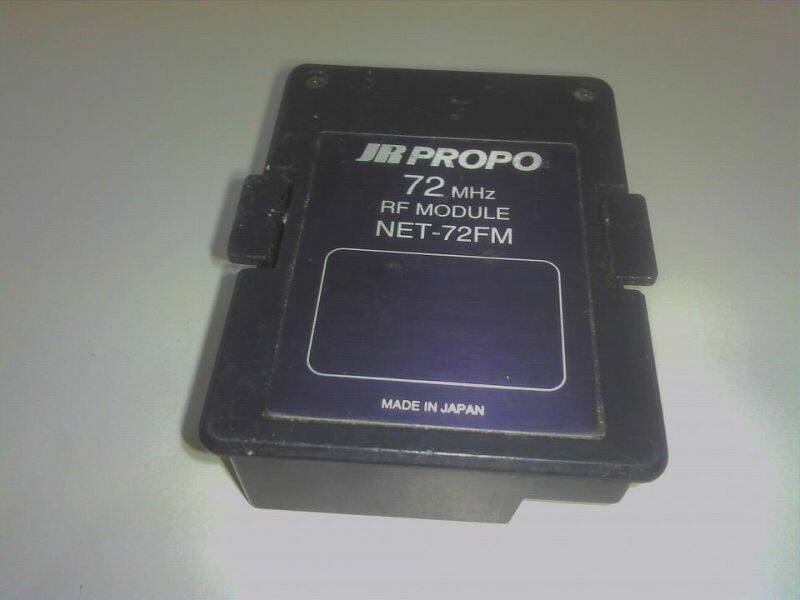 JR PROPO
72 MHz
RF MODULE
NET-72FM
MADE IN JAPAN